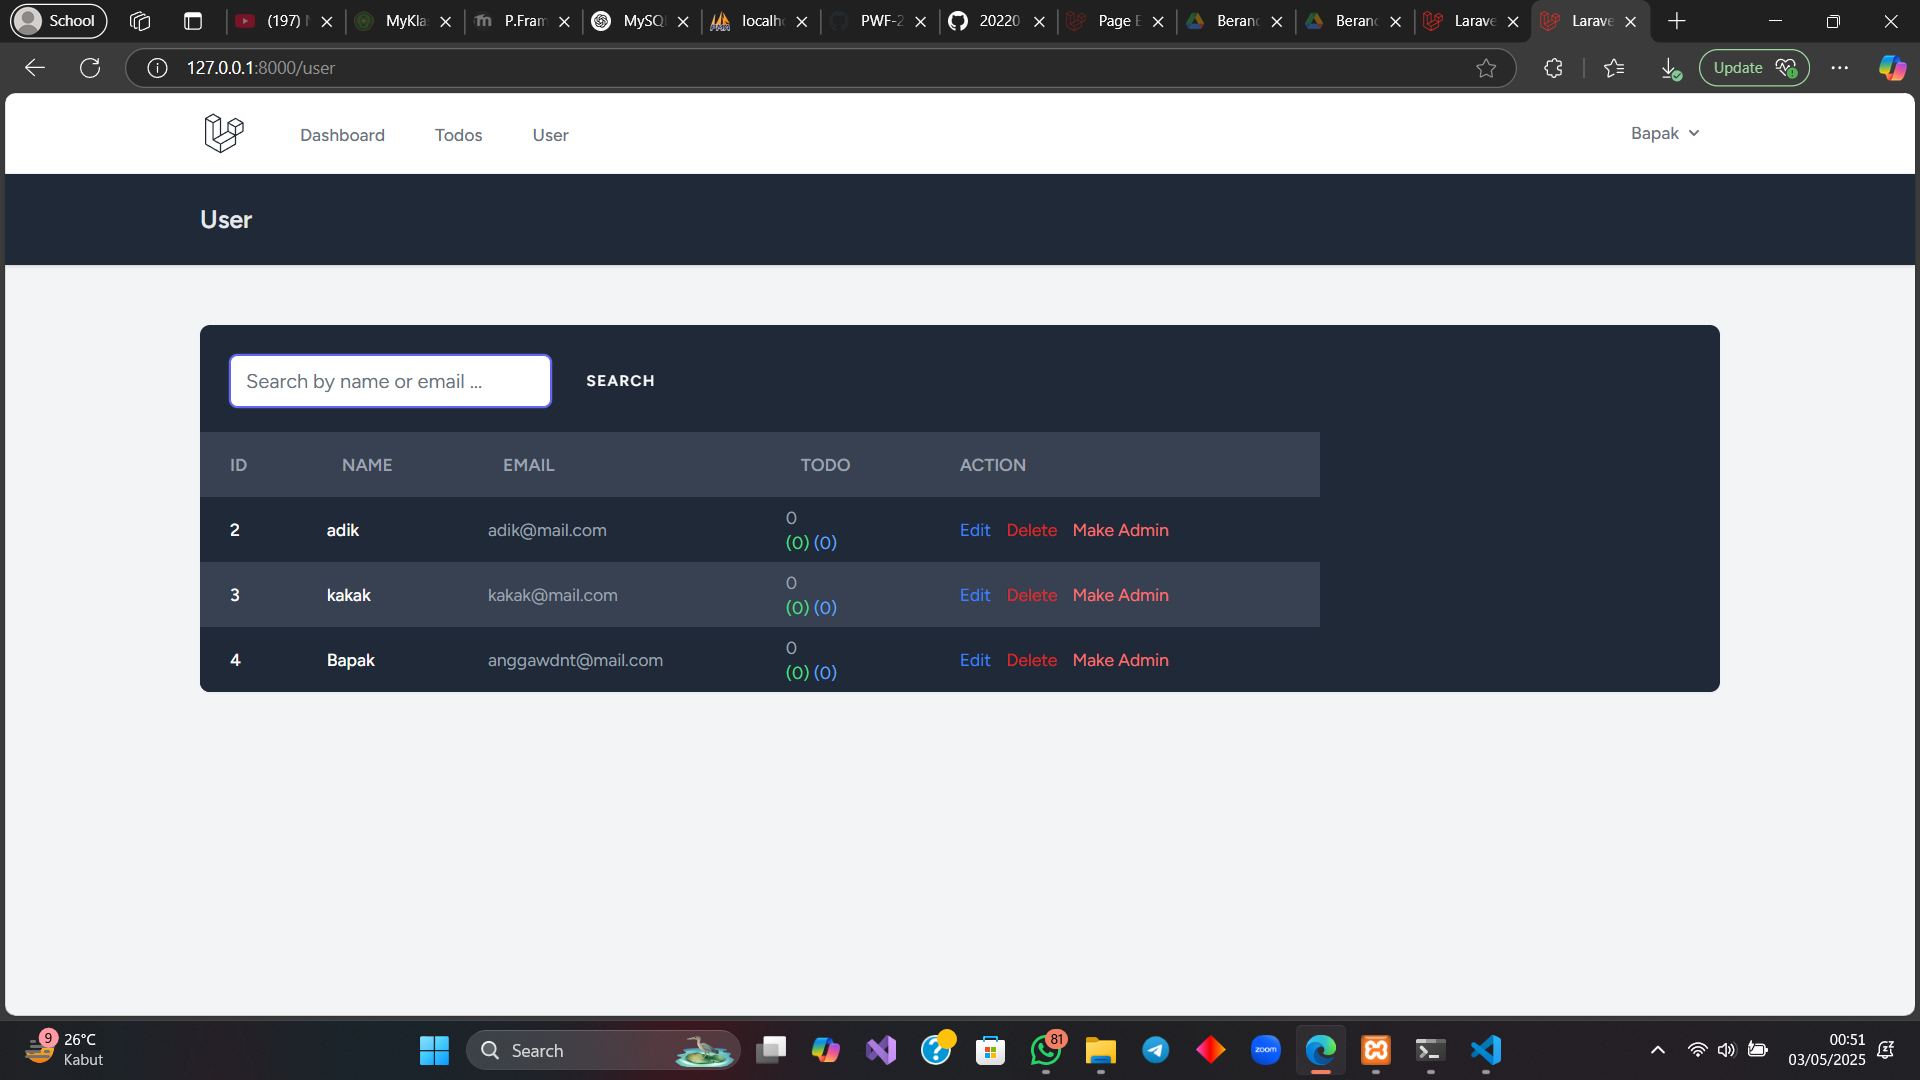 School
(197)
MyKla
P.Fram
MySQ
localho
PWF-2
20220
Page E
Beran
Beran
Larave
Larave
127.0.0.1:8000/user
Update
Dashboard
Todos
User
Bapak
User
Search by name or email ...
SEARCH
ID NAME EMAIL TODO ACTION
2 adik adik@mail.com 0 (0) (0) Edit Delete Make Admin
3 kakak kakak@mail.com 0 (0) (0) Edit Delete Make Admin
4 Bapak anggawdnt@mail.com 0 (0) (0) Edit Delete Make Admin
9
26°C
Kabut
Search
81
zoom
00:51
03/05/2025